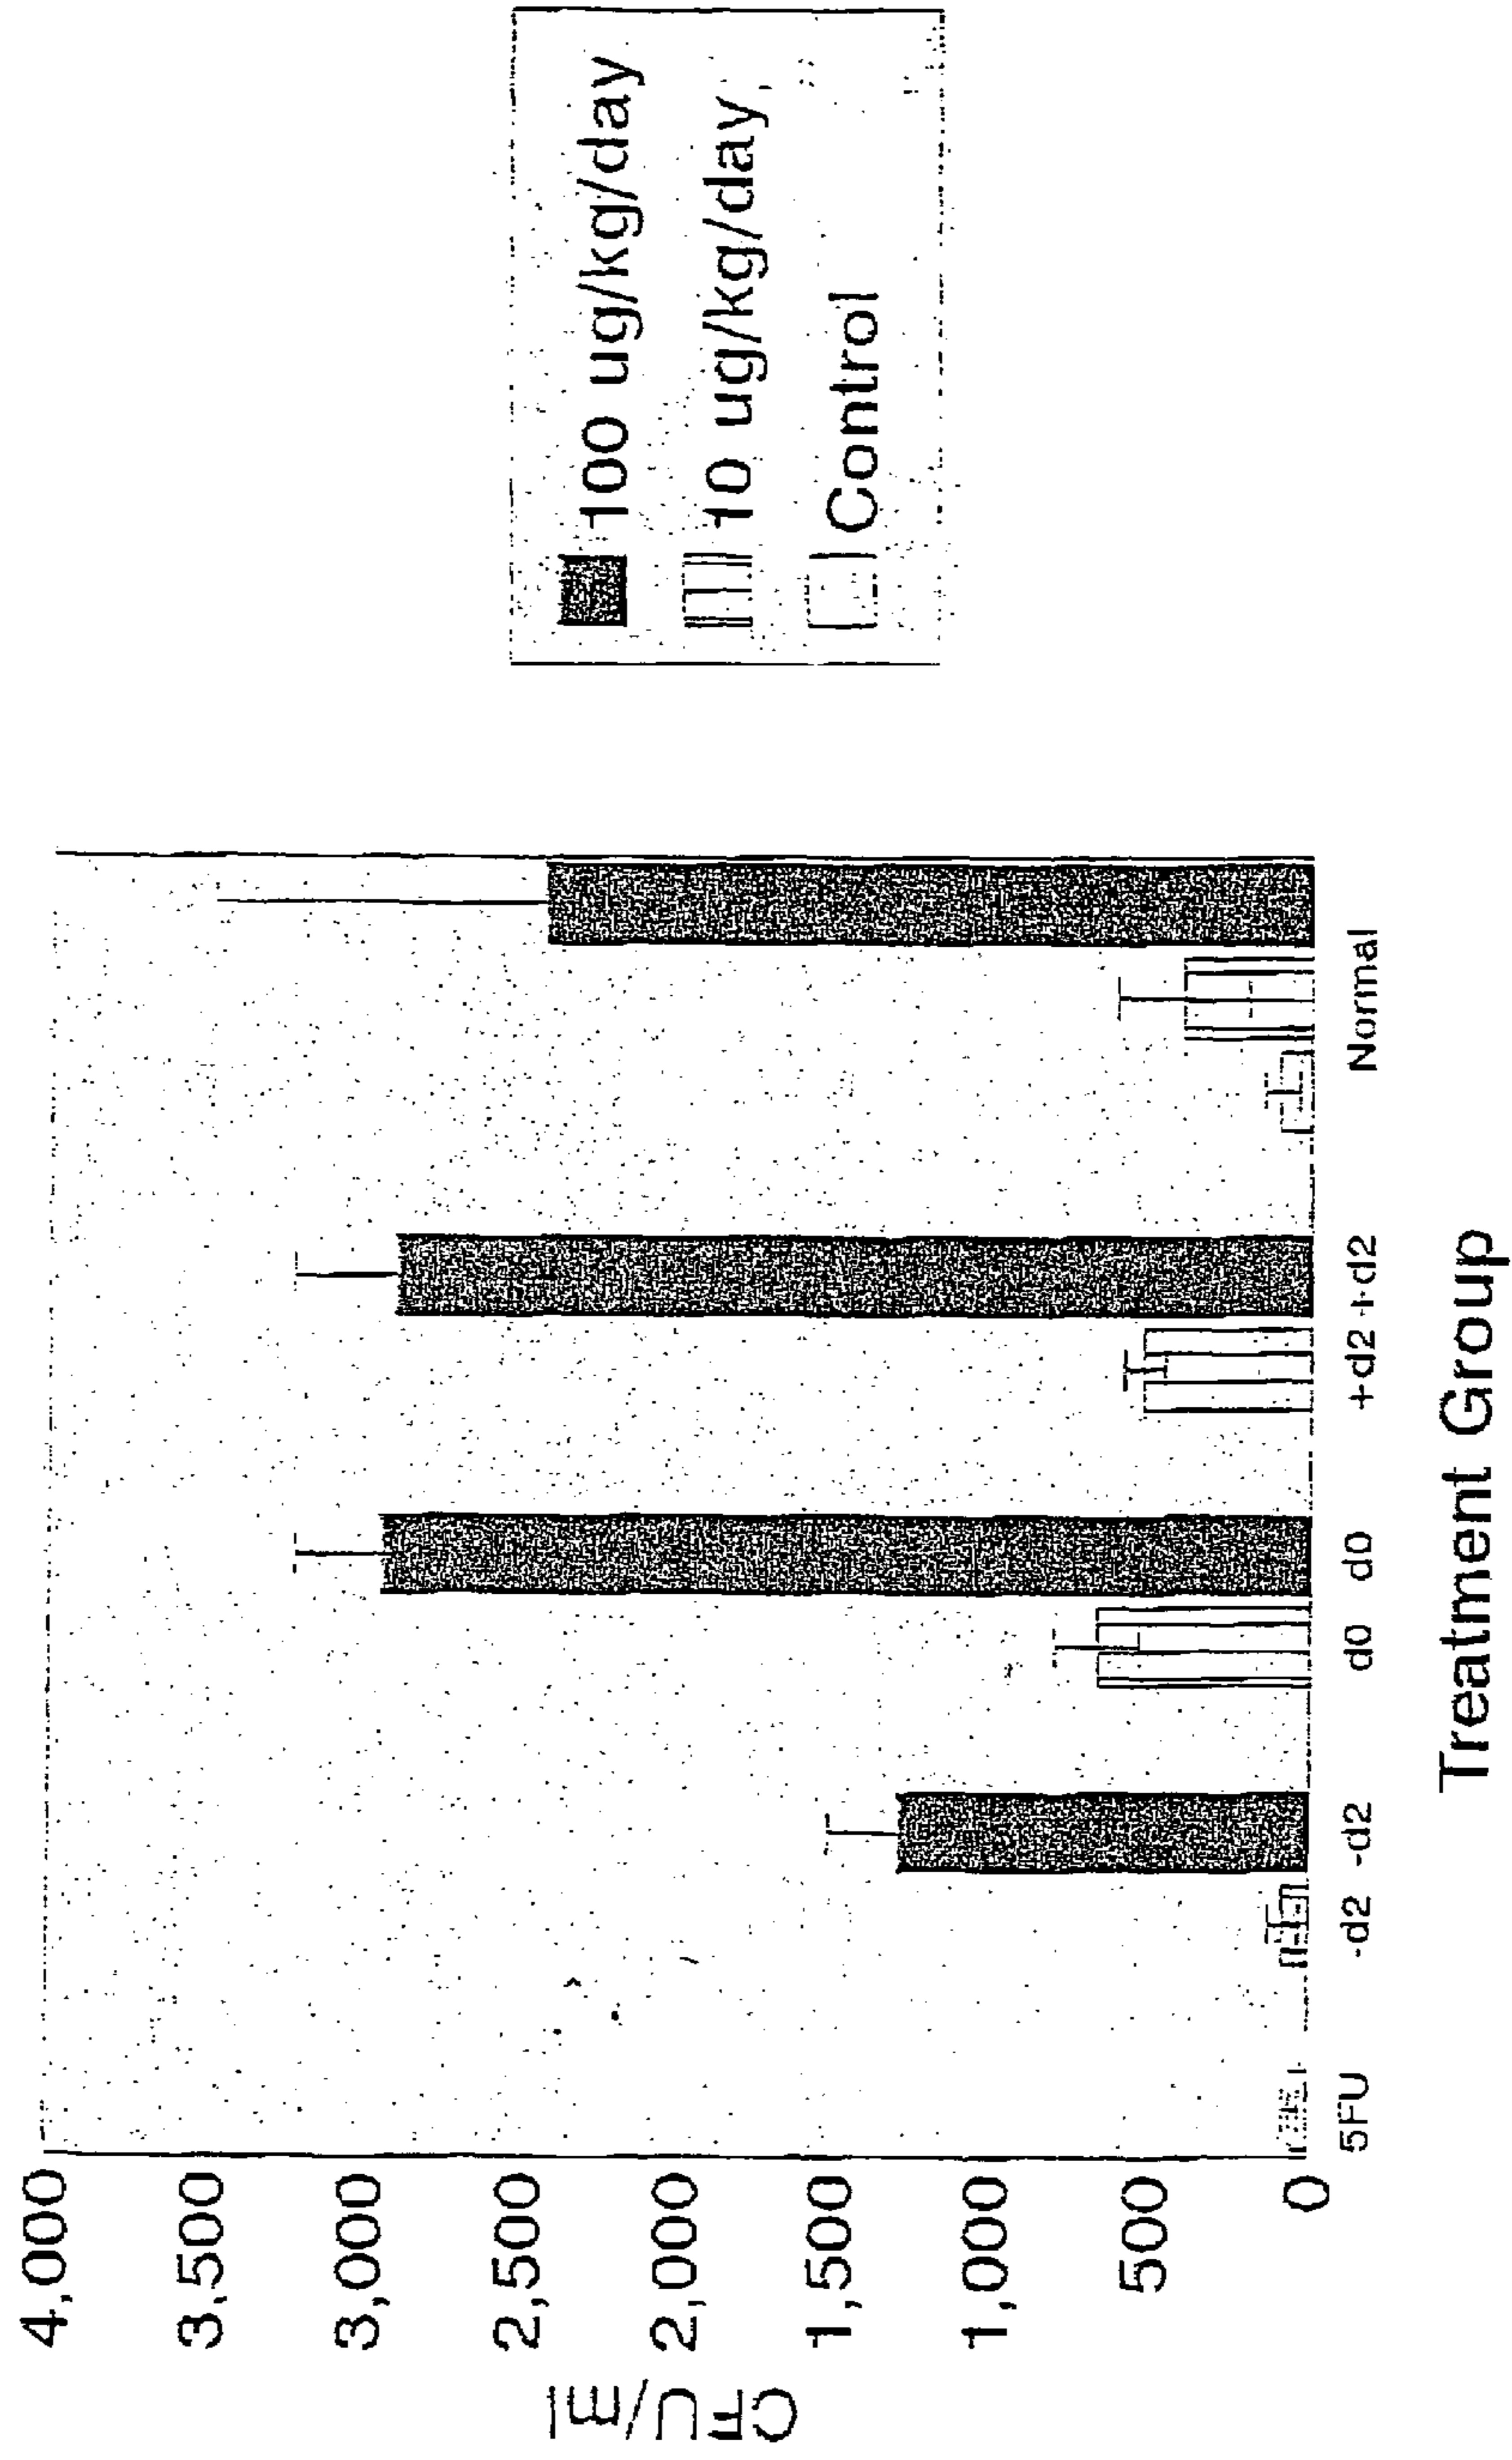 CFU/ml
4,000
3,500
3,000
2,500
2,000
1,500
1,000
500
0
5FU -d2 -d2 d0 d0 +d2 +d2 Normal
Treatment Group
100 ug/kg/day
10 ug/kg/day
Control